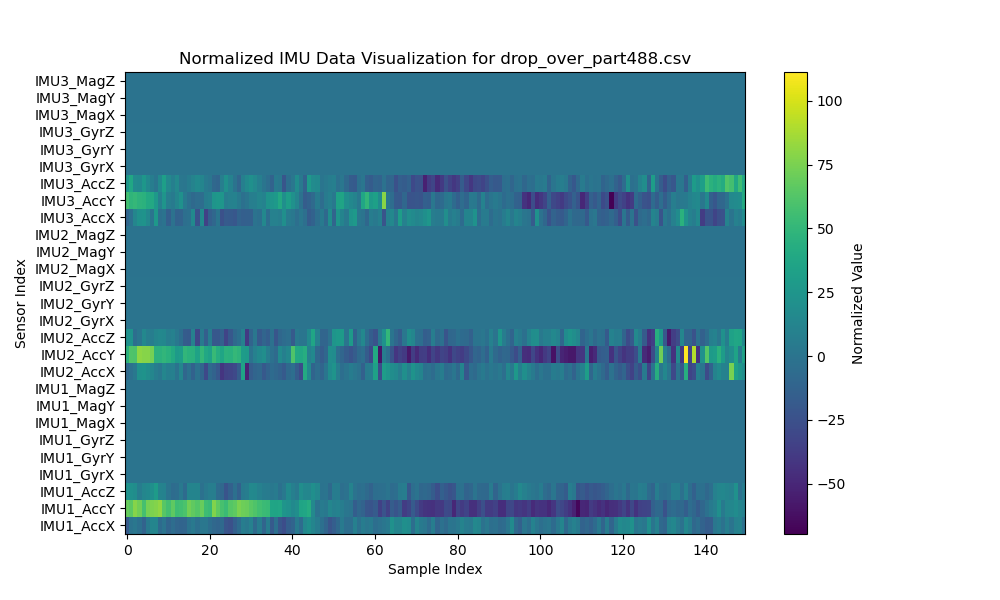 Normalized IMU Data Visualization for drop_over_part488.csv
IMU3_MagZ
IMU3_MagY
IMU3_MagX
IMU3_GyrZ
IMU3_GyrY
IMU3_GyrX
IMU3_AccZ
IMU3_AccY
IMU3_AccX
IMU2_MagZ
IMU2_MagY
IMU2_MagX
IMU2_GyrZ
IMU2_GyrY
IMU2_GyrX
IMU2_AccZ
IMU2_AccY
IMU2_AccX
IMU1_MagZ
IMU1_MagY
IMU1_MagX
IMU1_GyrZ
IMU1_GyrY
IMU1_GyrX
IMU1_AccZ
IMU1_AccY
IMU1_AccX
Sensor Index
0 20 40 60 80 100 120 140
Sample Index
100
75
50
25
0
−25
−50
Normalized Value